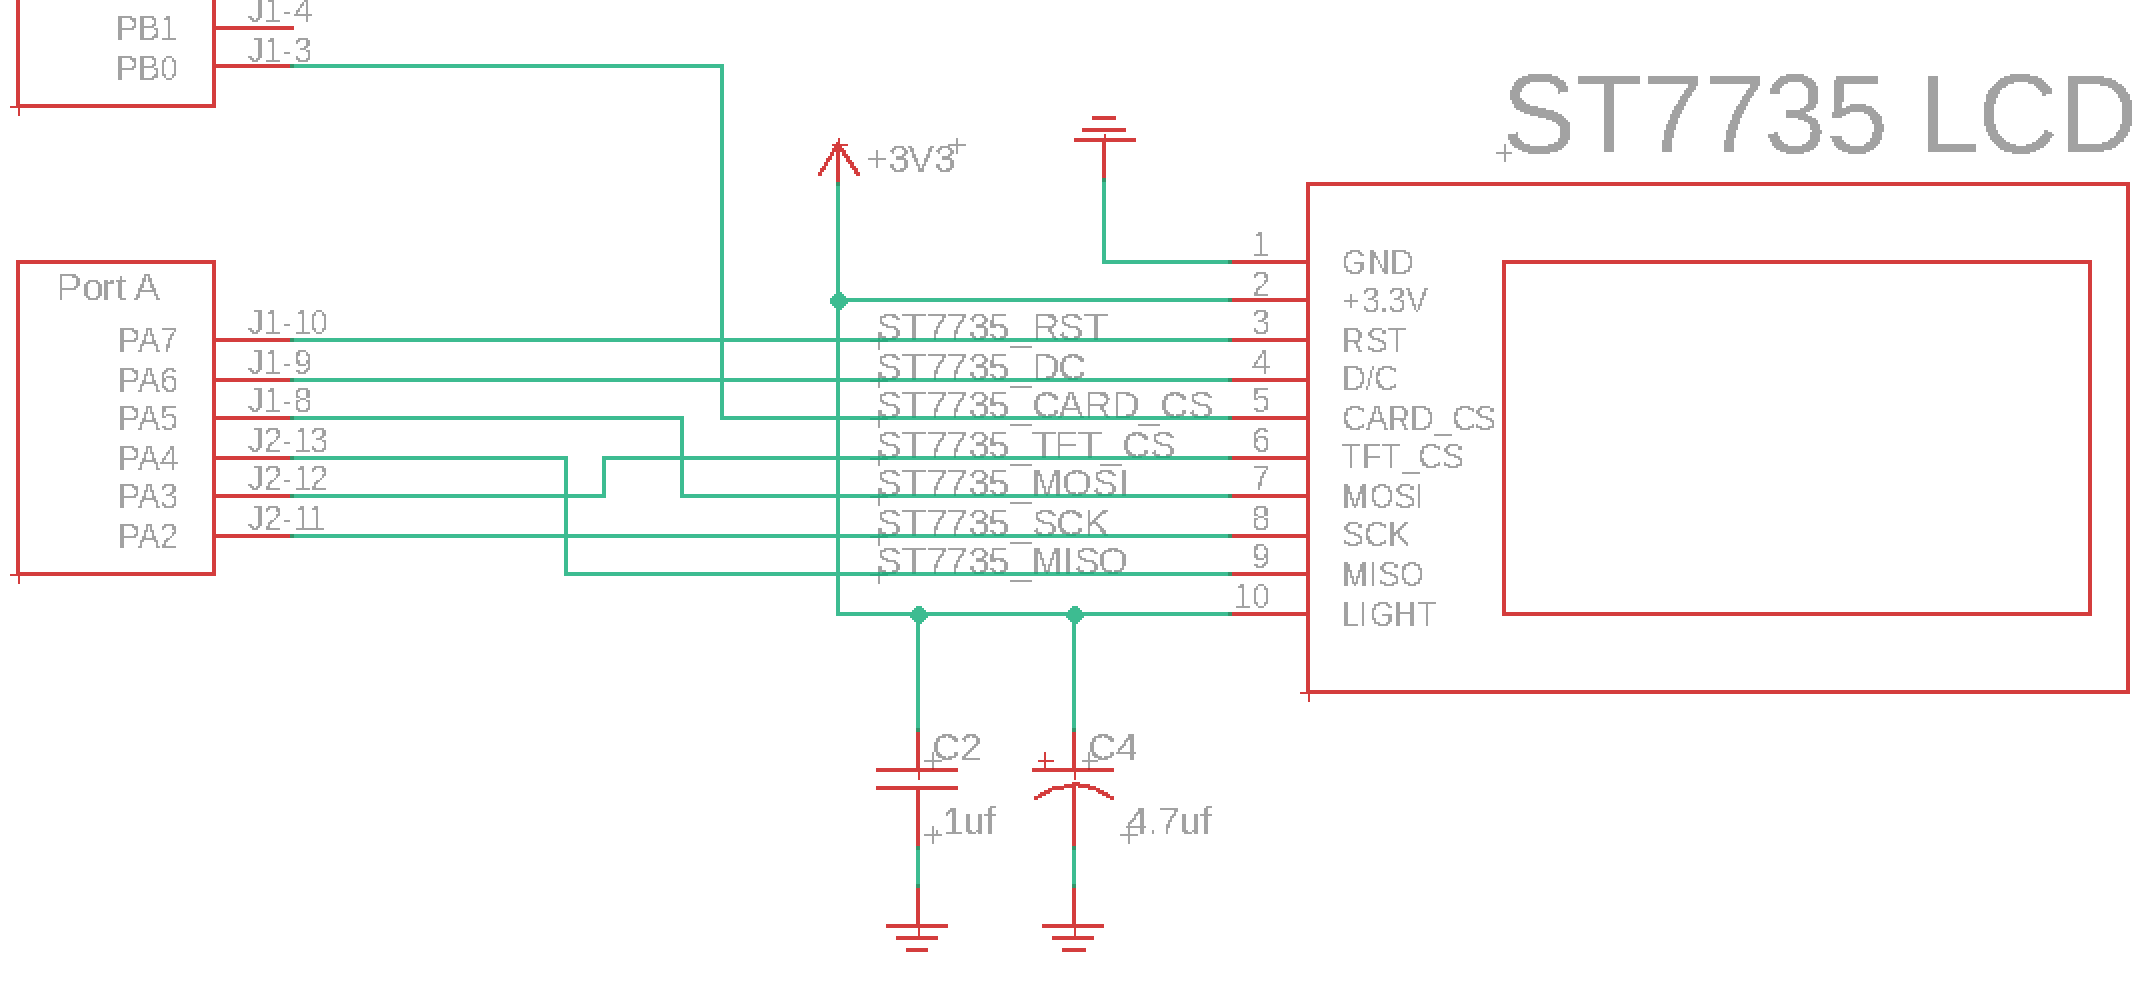 J1-4
PB1
J1-3
PB0
ST7735 LCD
+3V3
Port A
1
GND
2
+3.3V
J1-10
PA7
ST7735_RST
3
RST
J1-9
PA6
ST7735_DC
4
D/C
J1-8
PA5
ST7735_CARD_CS
5
CARD_CS
J2-13
PA4
ST7735_TFT_CS
6
TFT_CS
J2-12
PA3
ST7735_MOSI
7
MOSI
J2-11
PA2
ST7735_SCK
8
SCK
ST7735_MISO
9
MISO
10
LIGHT
C2
C4
1uf
4.7uf